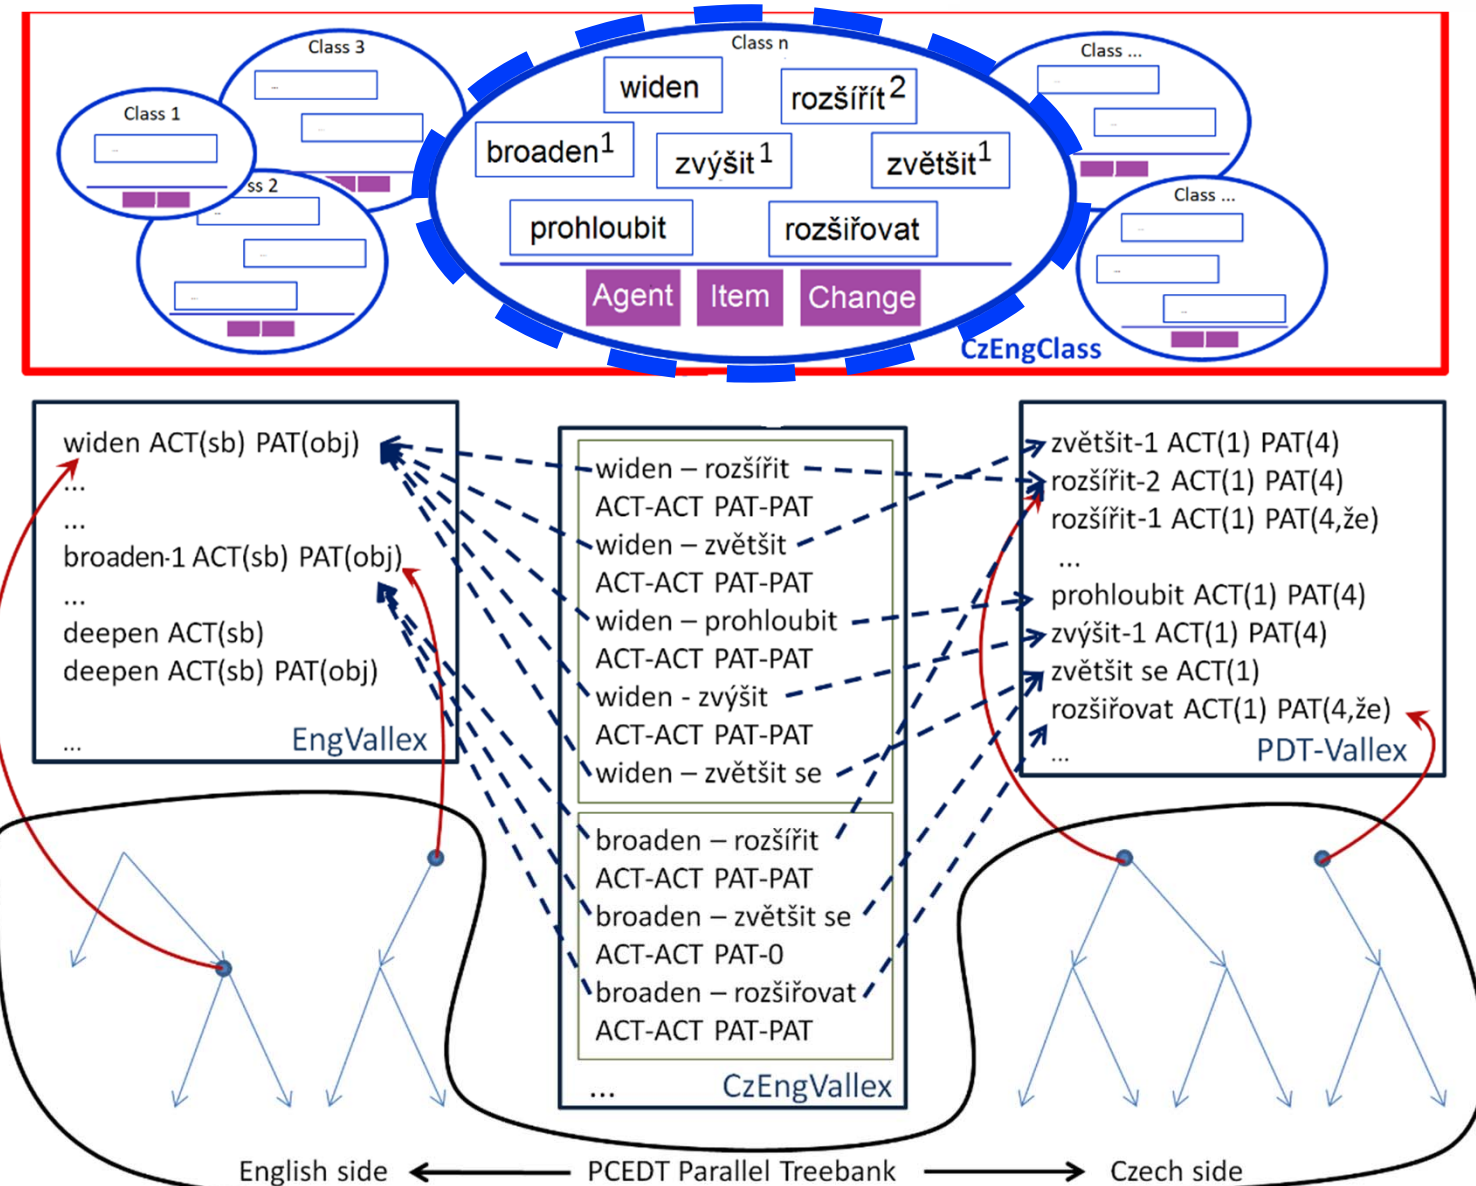 Class 1
...
Class 3
...
...
ss 2
...
...
...
Class n
widen
rozšířít2
broaden1
zvýšit1
zvětšit1
prohloubit
rozšiřovat
Agent Item Change
Class ...
...
...
Class ...
...
...
...
CzEngClass
widen ACT(sb) PAT(obj)
...
...
broaden-1 ACT(sb) PAT(obj)
...
deepen ACT(sb)
deepen ACT(sb) PAT(obj)
...
EngVallex
widen – rozšířit
ACT-ACT PAT-PAT
widen – zvětšit
ACT-ACT PAT-PAT
widen – prohloubit
ACT-ACT PAT-PAT
widen - zvýšit
ACT-ACT PAT-PAT
widen – zvětšit se
broaden – rozšířit
ACT-ACT PAT-PAT
broaden – zvětšit se
ACT-ACT PAT-0
broaden – rozšiřovat
ACT-ACT PAT-PAT
...
CzEngVallex
zvětšit-1 ACT(1) PAT(4)
rozšířit-2 ACT(1) PAT(4)
rozšířit-1 ACT(1) PAT(4,že)
...
prohloubit ACT(1) PAT(4)
zvýšit-1 ACT(1) PAT(4)
zvětšit se ACT(1)
rozšiřovat ACT(1) PAT(4,že)
...
PDT-Vallex
English side
PCEDT Parallel Treebank
Czech side